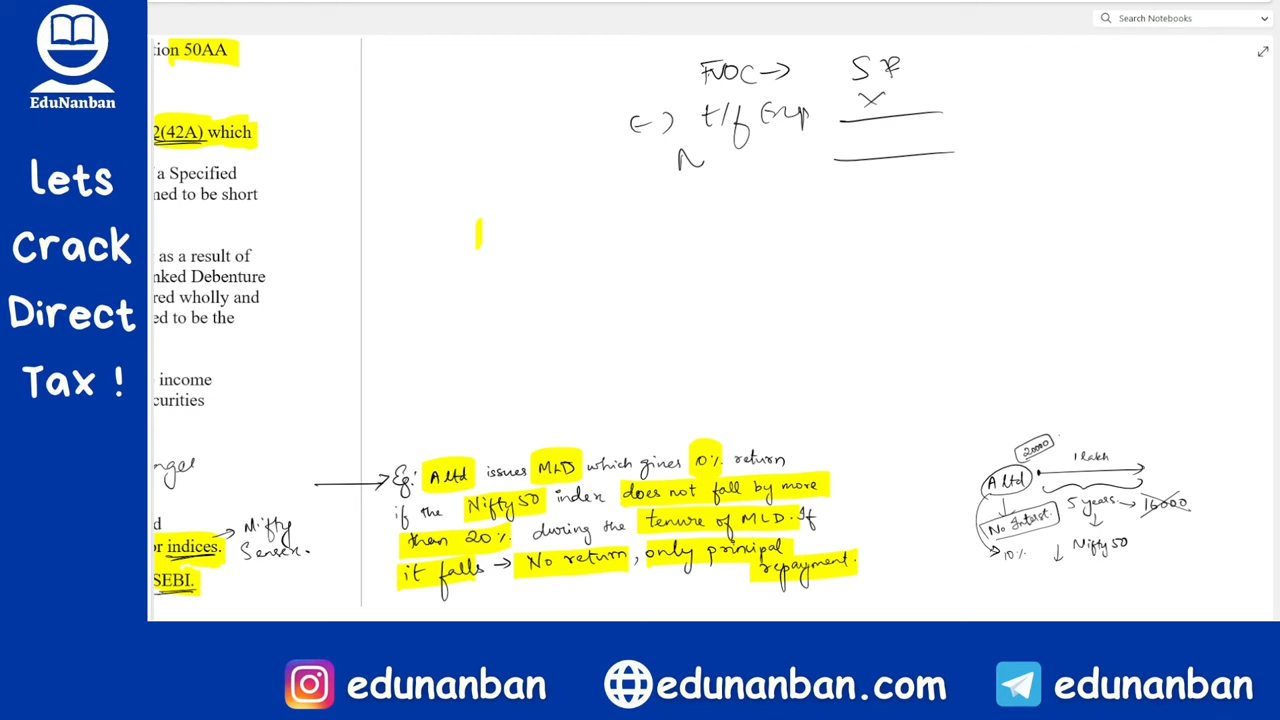 EduNanban
Lets
Crack
Direct
Tax !
Search Notebooks
tion 50AA
2(42A) which
a Specified
ned to be short
as a result of
nked Debenture
red wholly and
ed to be the
income
curities
or indices.
SEBI.
Nifty
Sensex.
FVOC → SP
(-) t/f Exp X
N
Eg: A ltd issues MLD which gives 10% return
if the Nifty50 index does not fall by more
than 20% during the tenure of MLD. If
it falls → No return, only principal
repayment.
20000
A ltd
1 lakh
5 years → 16000
No Interest.
10% ↓ Nifty 50
edunanban
edunanban.com
edunanban